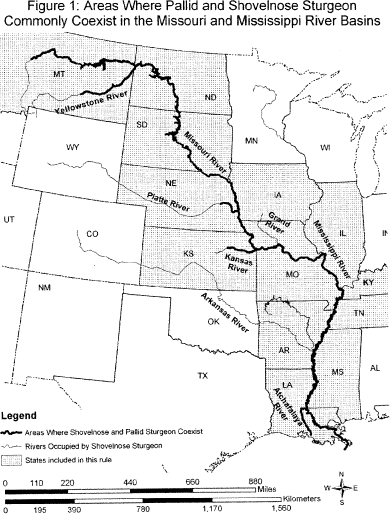 Figure 1: Areas Where Pallid and Shovelnose Sturgeon
Commonly Coexist in the Missouri and Mississippi River Basins
MT
ND
Yellowstone River
MN
SD
WI
Missouri River
WY
IA
NE
Platte River
Grand
River
Mississippi River
IL
IN
UT
CO
KS
Kansas
River
MO
KY
Arkansas River
NM
OK
TN
AR
TX
MS
AL
LA
Atchafalaya
River
Legend
Areas Where Shovelnose and Pallid Sturgeon Coexist
Rivers Occupied by Shovelnose Sturgeon
States included in this rule
0 110 220 440 660 880
Miles
Kilometers
0 195 390 780 1,170 1,560
N
W E
S